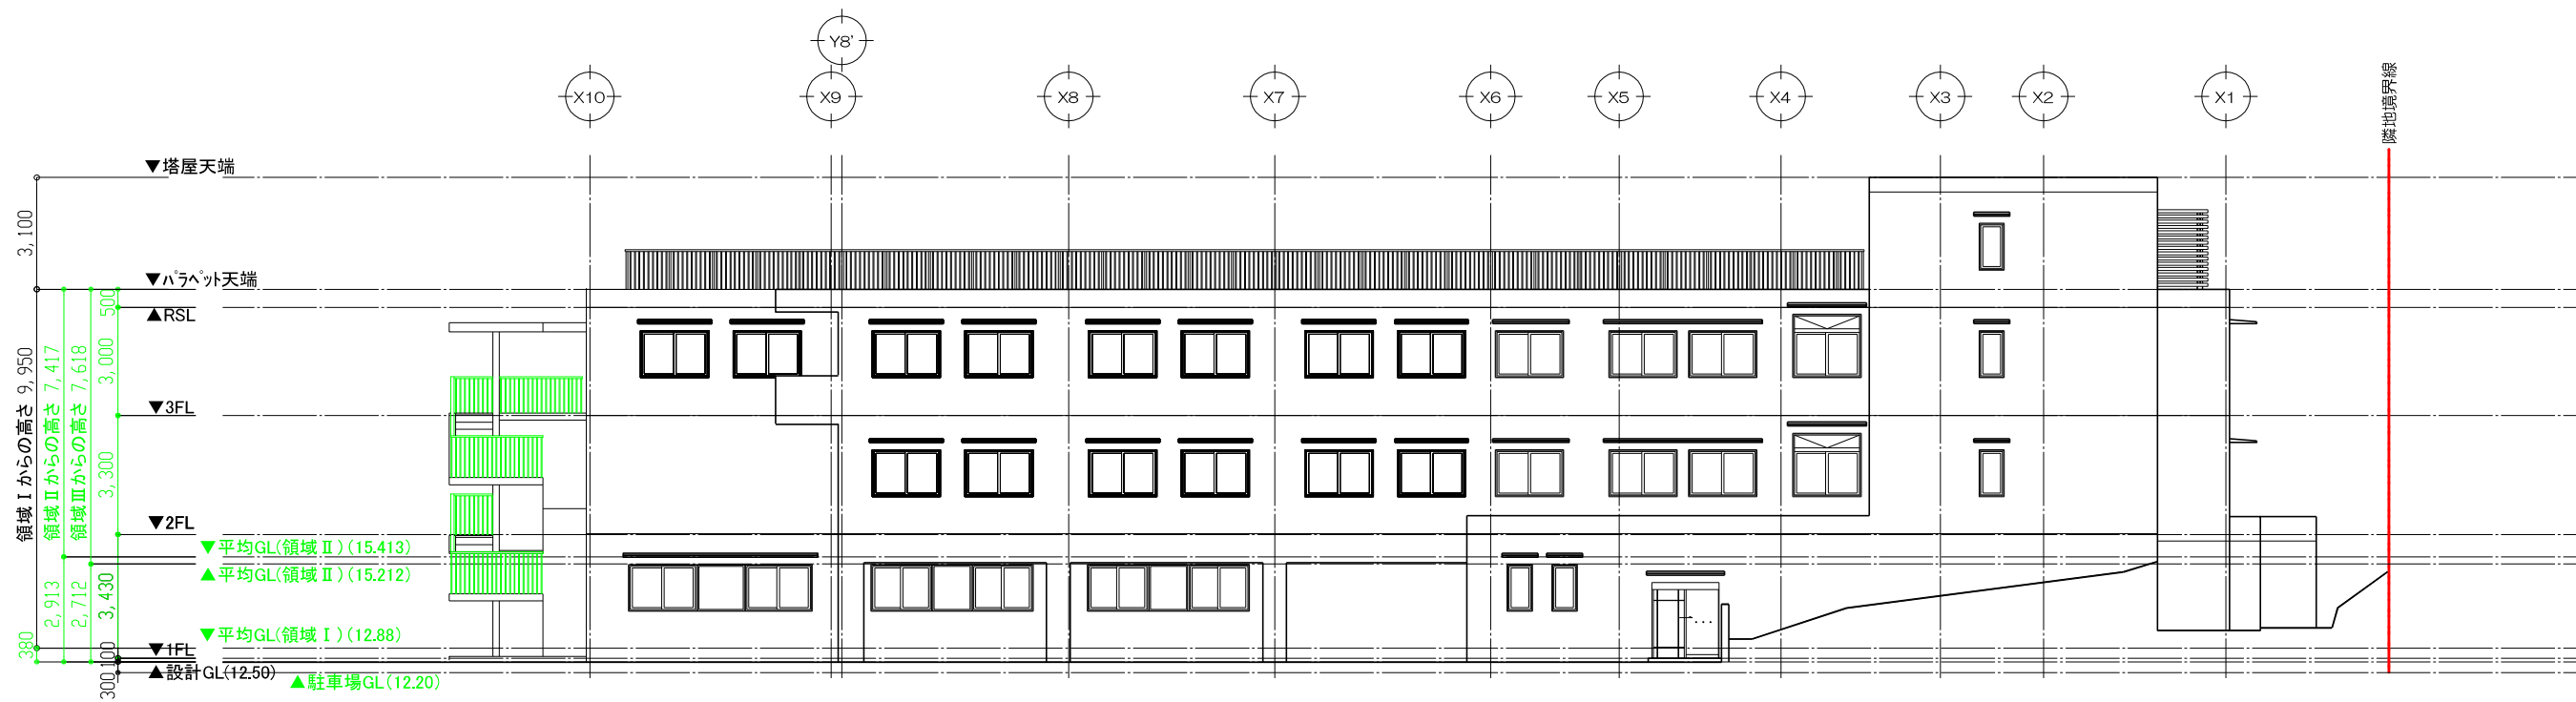 Y8'
X10
X9
X8
X7
X6
X5
X4
X3
X2
X1
隣地境界線
▼塔屋天端
3,100
▼パラペット天端
500
▲RSL
領域Ⅰからの高さ 9,950
領域Ⅱからの高さ 7,417
領域Ⅲからの高さ 7,618
3,000
▼3FL
3,300
▼2FL
▼平均GL(領域Ⅱ)(15.413)
▲平均GL(領域Ⅱ)(15.212)
2,913
2,712
3,430
▼平均GL(領域Ⅰ)(12.88)
380
▼1FL
100
▲設計GL(12.50)
300
▲駐車場GL(12.20)